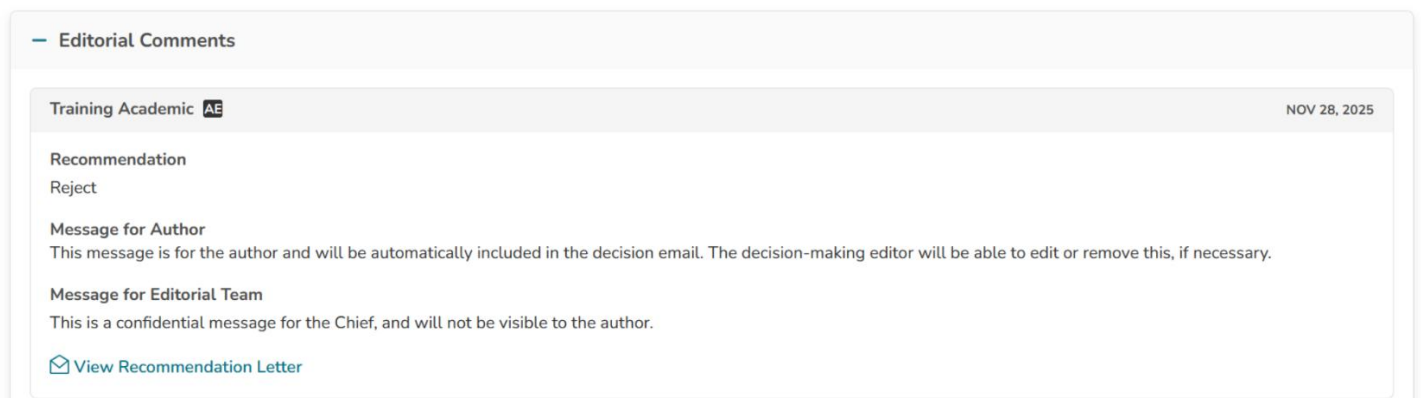 Editorial Comments
Training Academic AE
NOV 28, 2025
Recommendation
Reject
Message for Author
This message is for the author and will be automatically included in the decision email. The decision-making editor will be able to edit or remove this, if necessary.
Message for Editorial Team
This is a confidential message for the Chief, and will not be visible to the author.
View Recommendation Letter